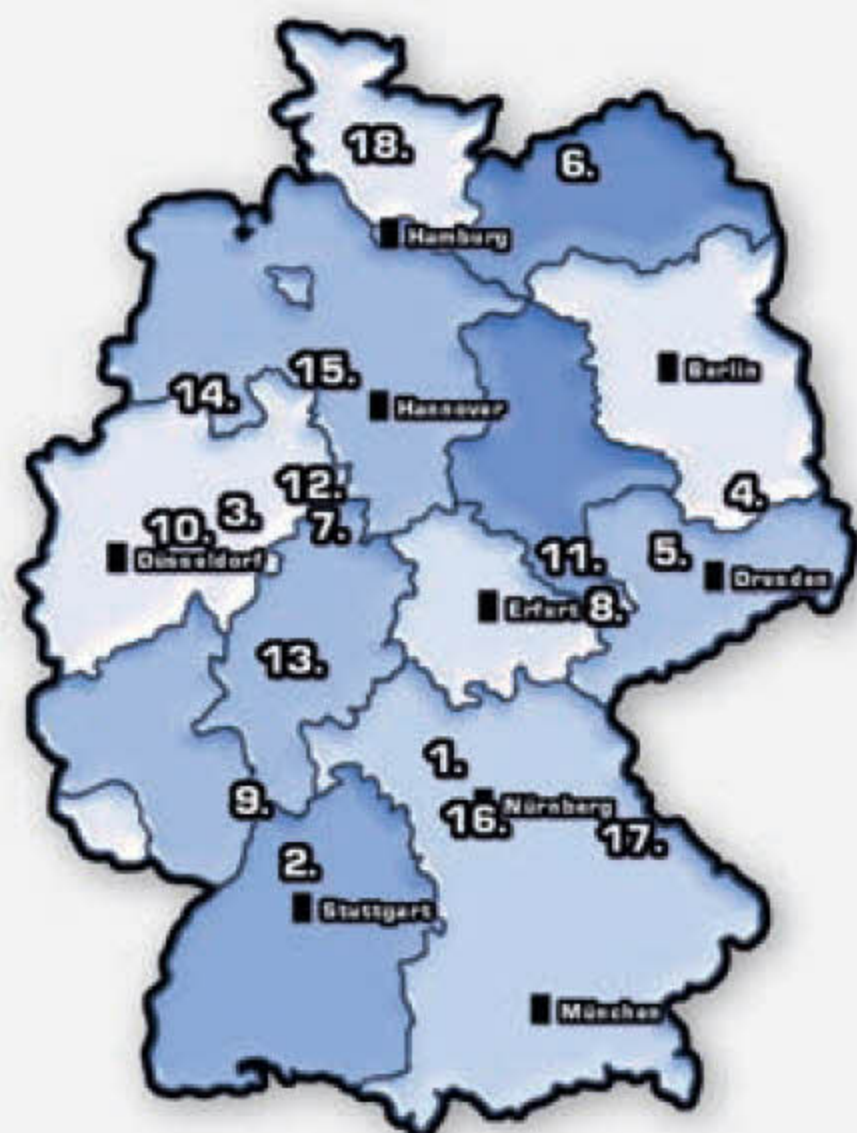 18.
6.
Hamburg
Berlin
15.
14.
Hannover
12.
4.
3.
10.
7.
Düsseldorf
11.
5.
Dresden
Erfurt
8.
13.
1.
9.
Nürnberg
16.
17.
2.
Stuttgart
München